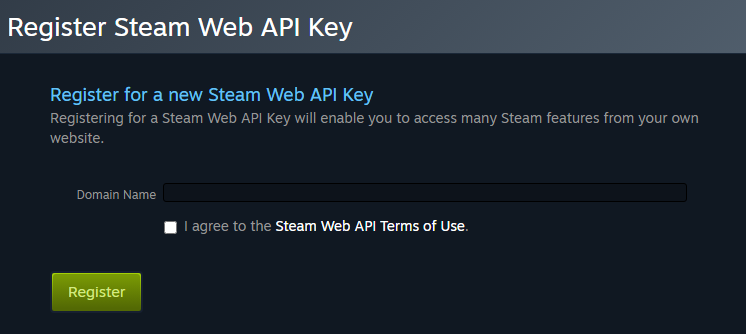 Register Steam Web API Key
Register for a new Steam Web API Key
Registering for a Steam Web API Key will enable you to access many Steam features from your own
website.
Domain Name
I agree to the Steam Web API Terms of Use.
Register